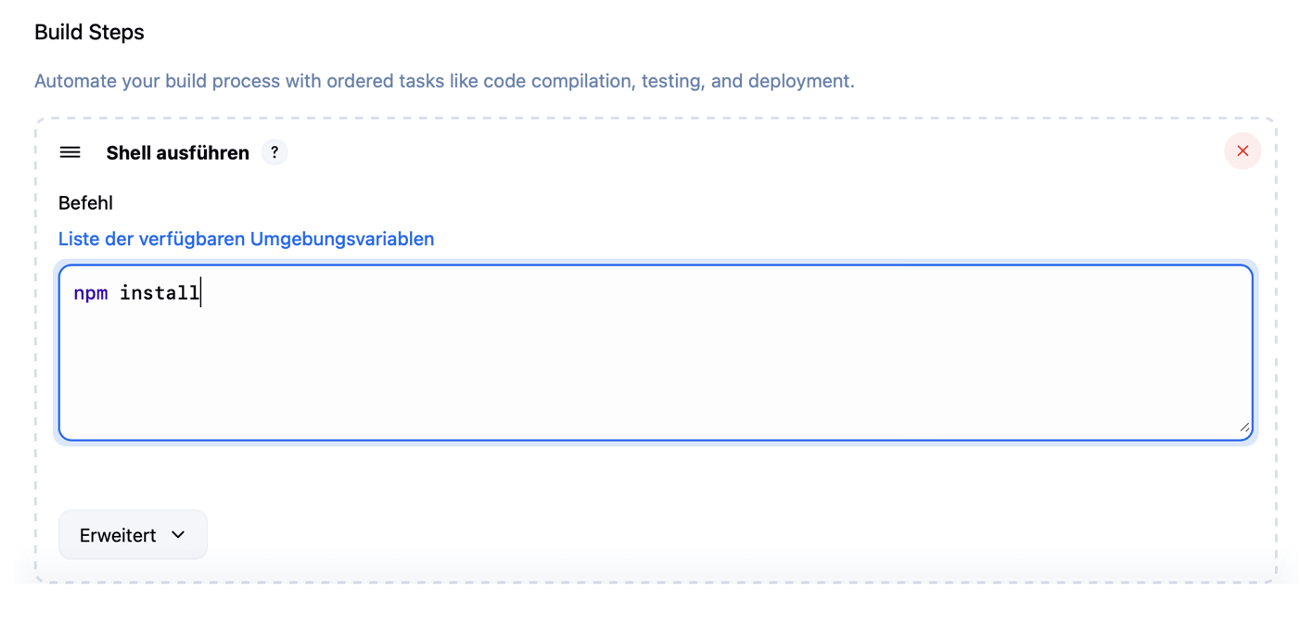 Build Steps
Automate your build process with ordered tasks like code compilation, testing, and deployment.
Shell ausführen ?
Befehl
Liste der verfügbaren Umgebungsvariablen
npm install
Erweitert